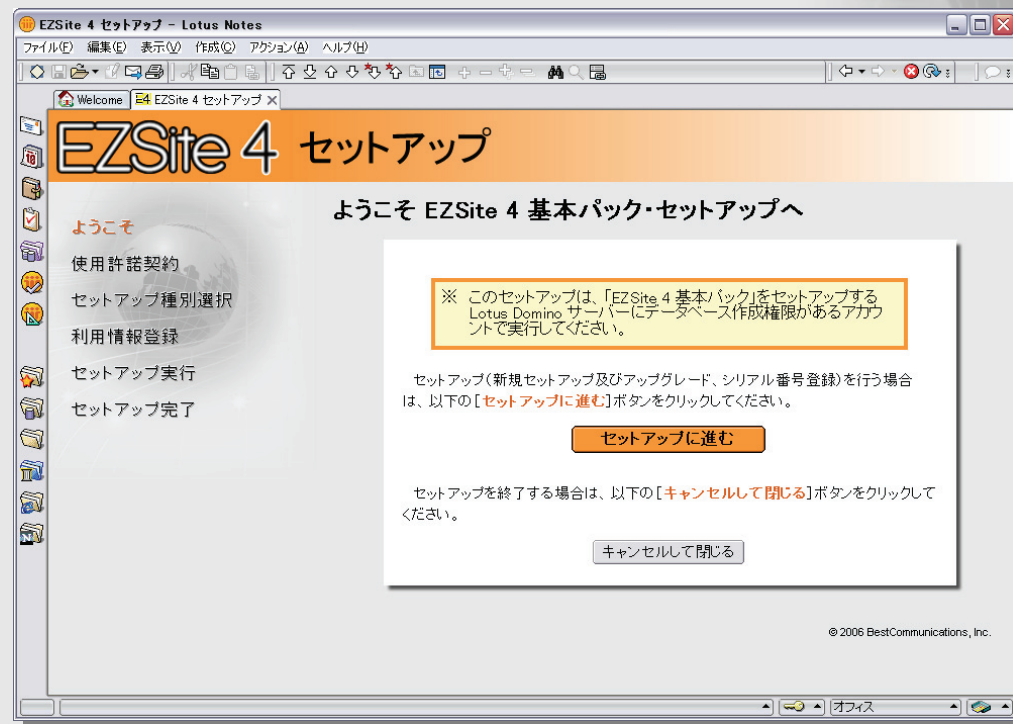 EZSite 4 セットアップ - Lotus Notes
ファイル(F) 編集(E) 表示(V) 作成(C) アクション(A) ヘルプ(H)
Welcome
EZSite 4 セットアップ
EZSite 4 セットアップ
ようこそ
使用許諾契約
セットアップ種別選択
利用情報登録
セットアップ実行
セットアップ完了
ようこそ EZSite 4 基本パック・セットアップへ
※ このセットアップは、「EZSite 4 基本パック」をセットアップする
Lotus Domino サーバーにデータベース作成権限があるアカウ
ントで実行してください。
セットアップ(新規セットアップ及びアップグレード、シリアル番号登録)を行う場合
は、以下の[セットアップに進む]ボタンをクリックしてください。
セットアップに進む
セットアップを終了する場合は、以下の[キャンセルして閉じる]ボタンをクリックして
ください。
キャンセルして閉じる
© 2006 BestCommunications, Inc.
オフィス